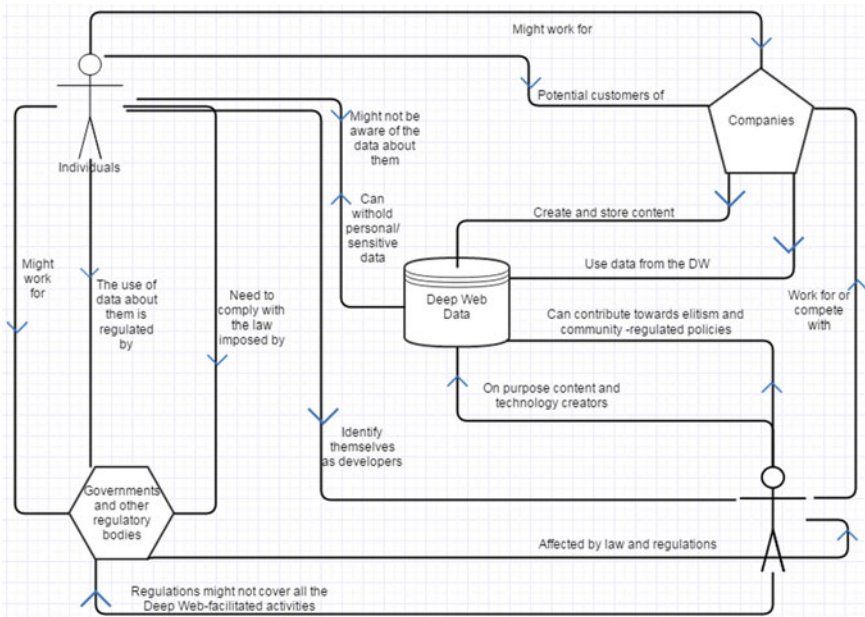 Might work for
Potential customers of
Companies
Individuals
Might not be
aware of the
data about
them
Can
withold
personal/
sensitive
data
Create and store content
Use data from the DW
Deep Web
Data
Might
work
for
The use of
data about
them is
regulated
by
Need to
comply with
the law
imposed by
Can contribute towards elitism and
community -regulated policies
Work for or
compete
with
On purpose content and
technology creators
Identify
themselves
as developers
Governments
and other
regulatory
bodies
Affected by law and regulations
Regulations might not cover all the
Deep Web-facilitated activities